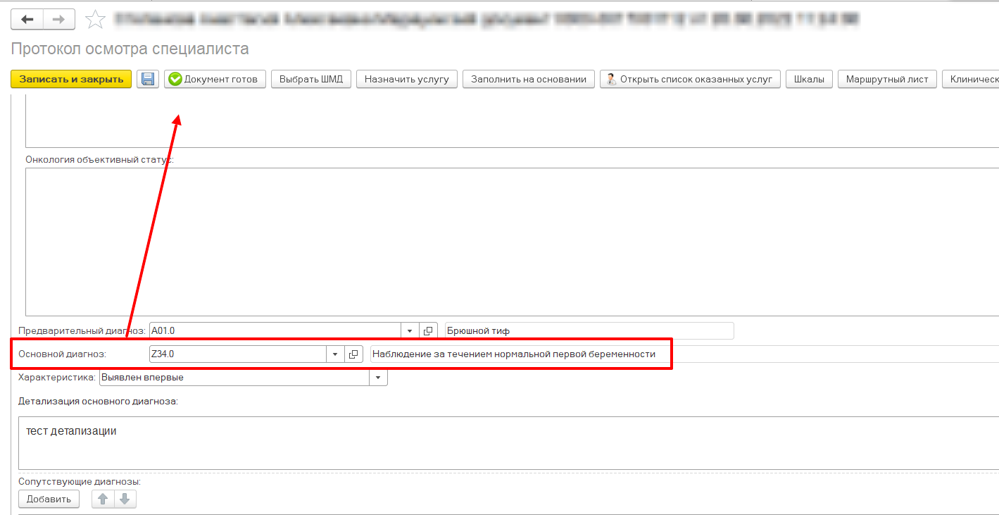 Протокол осмотра специалиста
Записать и закрыть Документ готов Выбрать ШМД Назначить услугу Заполнить на основании Открыть список оказанных услуг Шкалы Маршрутный лист Клиническ
Онкология объективный статус:
Предварительный диагноз: A01.0 Брюшной тиф
Основной диагноз: Z34.0 Наблюдение за течением нормальной первой беременности
Характеристика: Выявлен впервые
Детализация основного диагноза:
тест детализации
Сопутствующие диагнозы:
Добавить